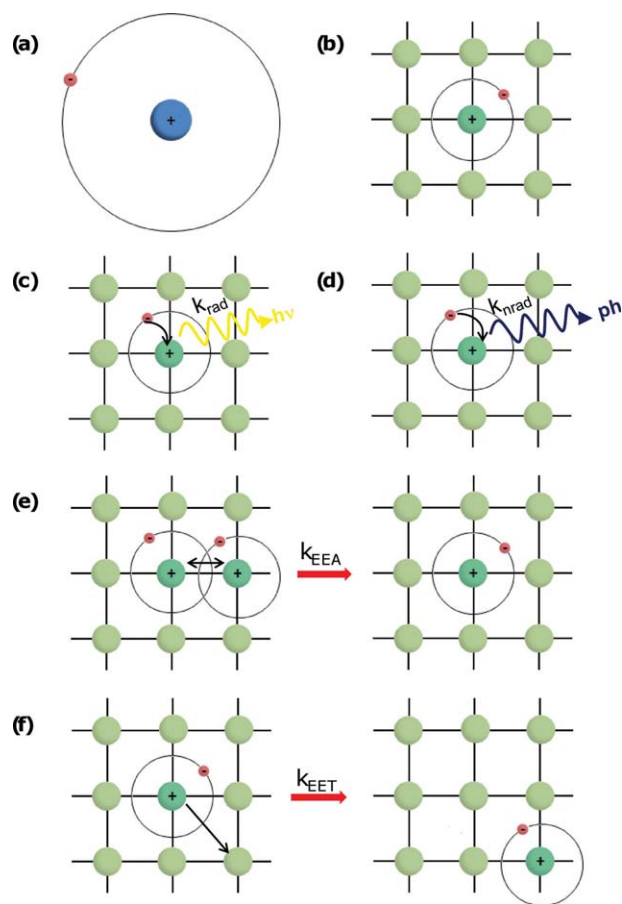 (a)
-
+
(b)
-
+
(c)
k_rad
-
hν
+
(d)
k_nrad
-
ph
+
(e)
-
-
+
+
k_EEA
-
+
(f)
-
+
k_EET
-
+